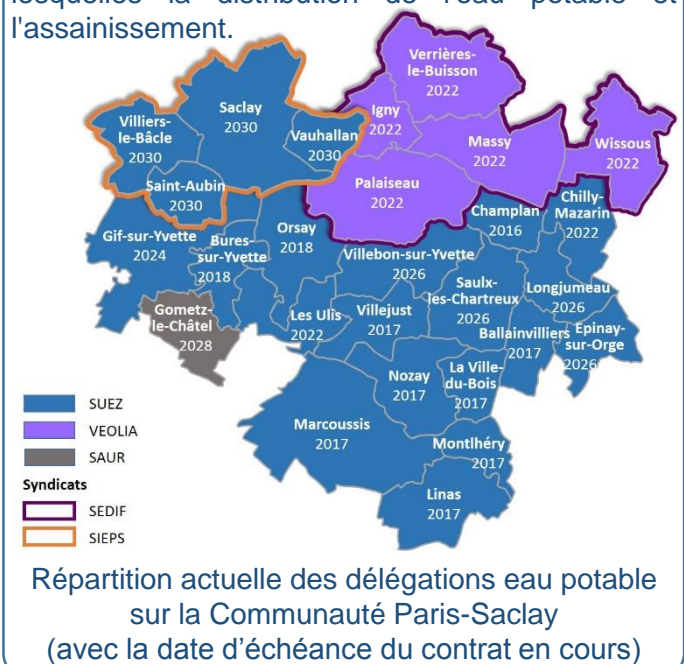 lesquelles la distribution de l'eau potable et
l'assainissement.
Verrières-
le-Buisson
2022
Saclay
2030
Igny
2022
Villiers-
le-Bâcle
2030
Vauhallan
2030
Massy
2022
Wissous
2022
Saint-Aubin
2030
Palaiseau
2022
Chilly-
Mazarin
2022
Champlan
2016
Orsay
2018
Gif-sur-Yvette
2024
Bures-
sur-Yvette
2018
Villebon-sur-Yvette
2026
Saulx-
les-Chartreux
2026
Longjumeau
2026
Gometz-
le-Châtel
2028
Les Ulis
2022
Villejust
2017
Ballainvilliers
2017
Epinay-
sur-Orge
2026
Nozay
2017
La Ville-
du-Bois
2017
Marcoussis
2017
Montlhéry
2017
Linas
2017
SUEZ
VEOLIA
SAUR
Syndicats
SEDIF
SIEPS
Répartition actuelle des délégations eau potable
sur la Communauté Paris-Saclay
(avec la date d'échéance du contrat en cours)